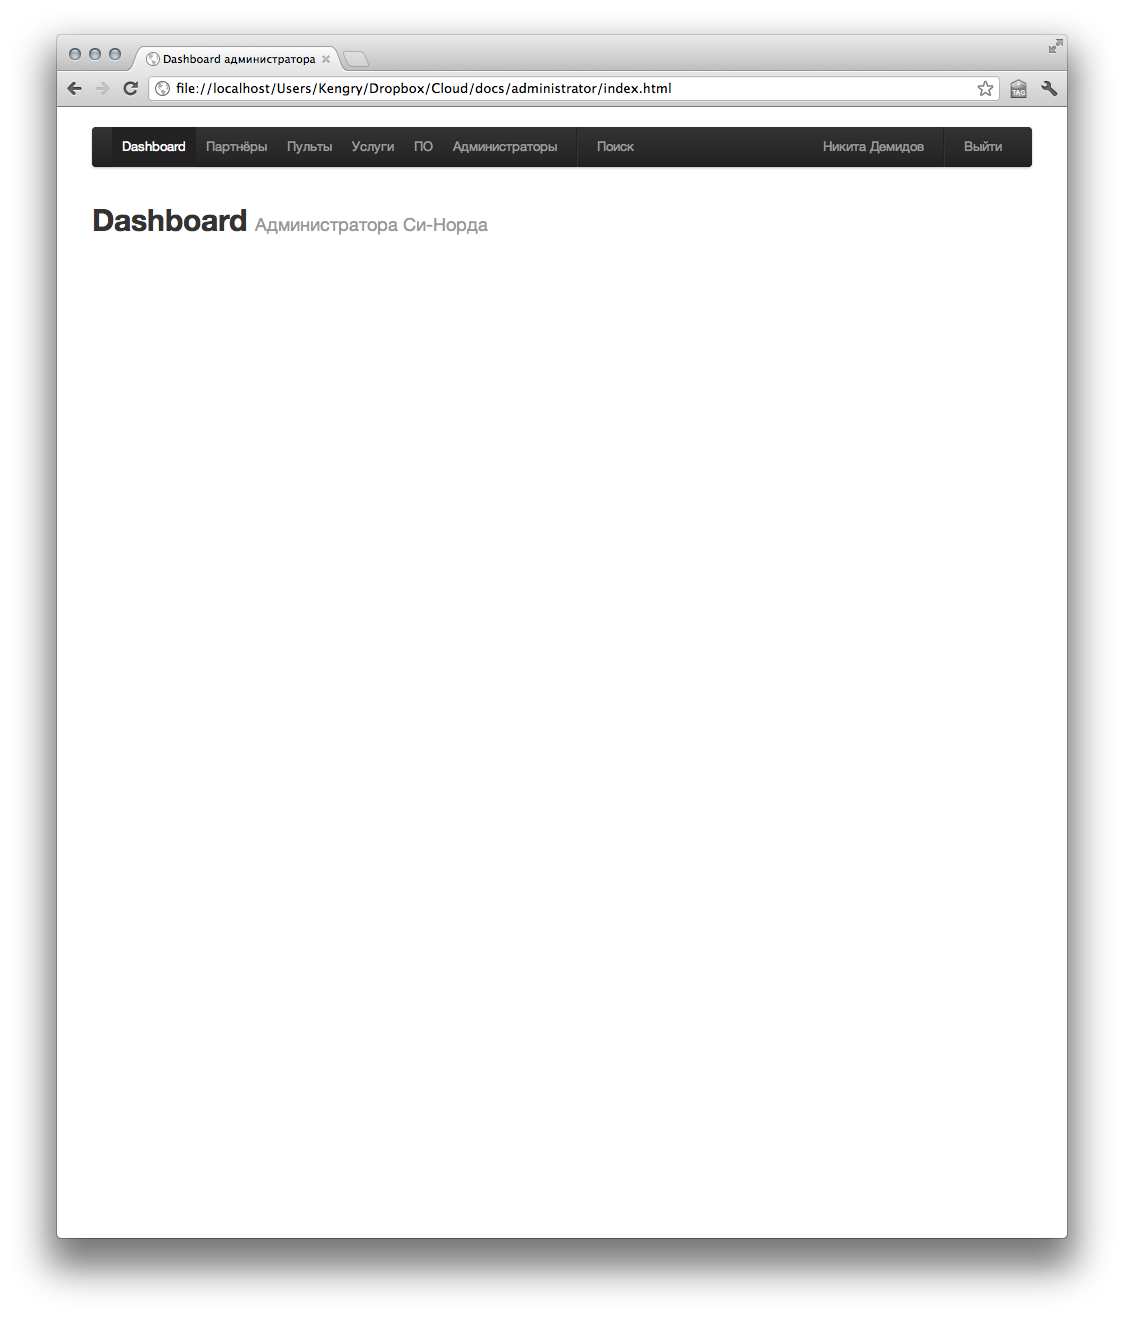 Dashboard администратора
file://localhost/Users/Kengry/Dropbox/Cloud/docs/administrator/index.html
TAG
Dashboard Партнёры Пульты Услуги ПО Администраторы Поиск Никита Демидов Выйти
Dashboard Администратора Си-Норда